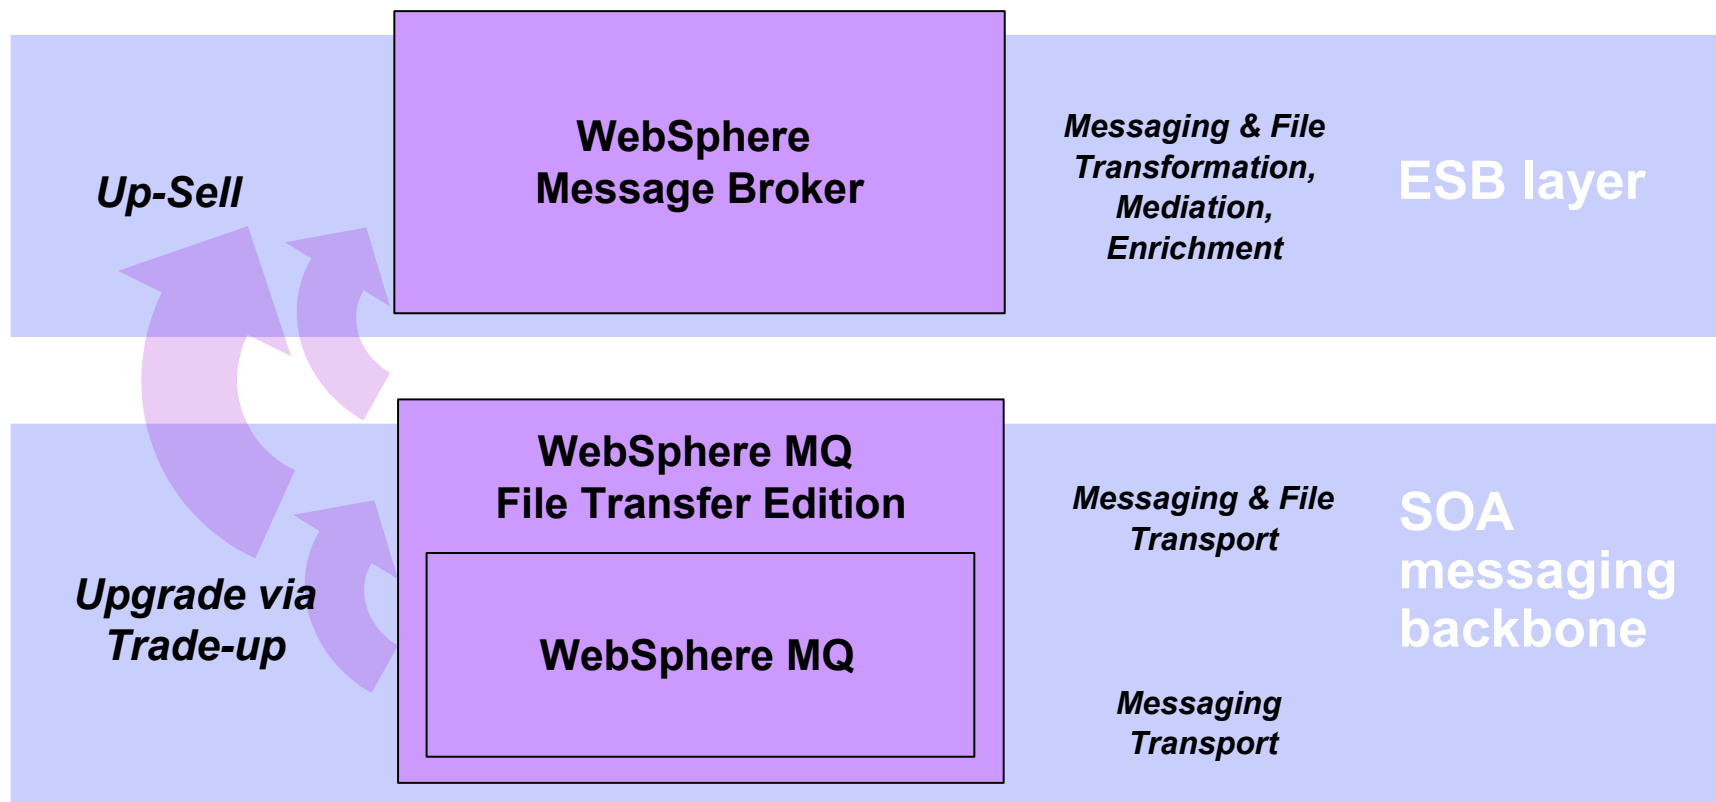 Up-Sell
WebSphere
Message Broker
Messaging & File
Transformation,
Mediation,
Enrichment
ESB layer
Upgrade via
Trade-up
WebSphere MQ
File Transfer Edition
WebSphere MQ
Messaging & File
Transport
Messaging
Transport
SOA
messaging
backbone